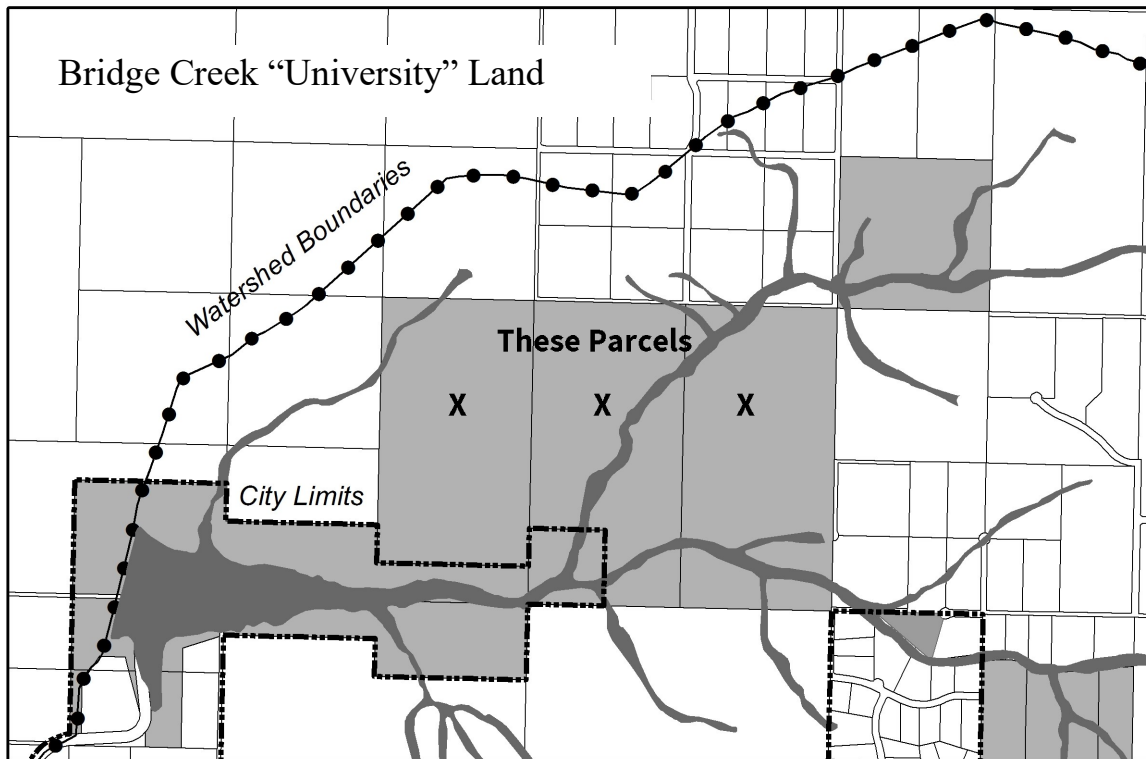 Bridge Creek “University” Land
Watershed Boundaries
These Parcels
X X X
City Limits